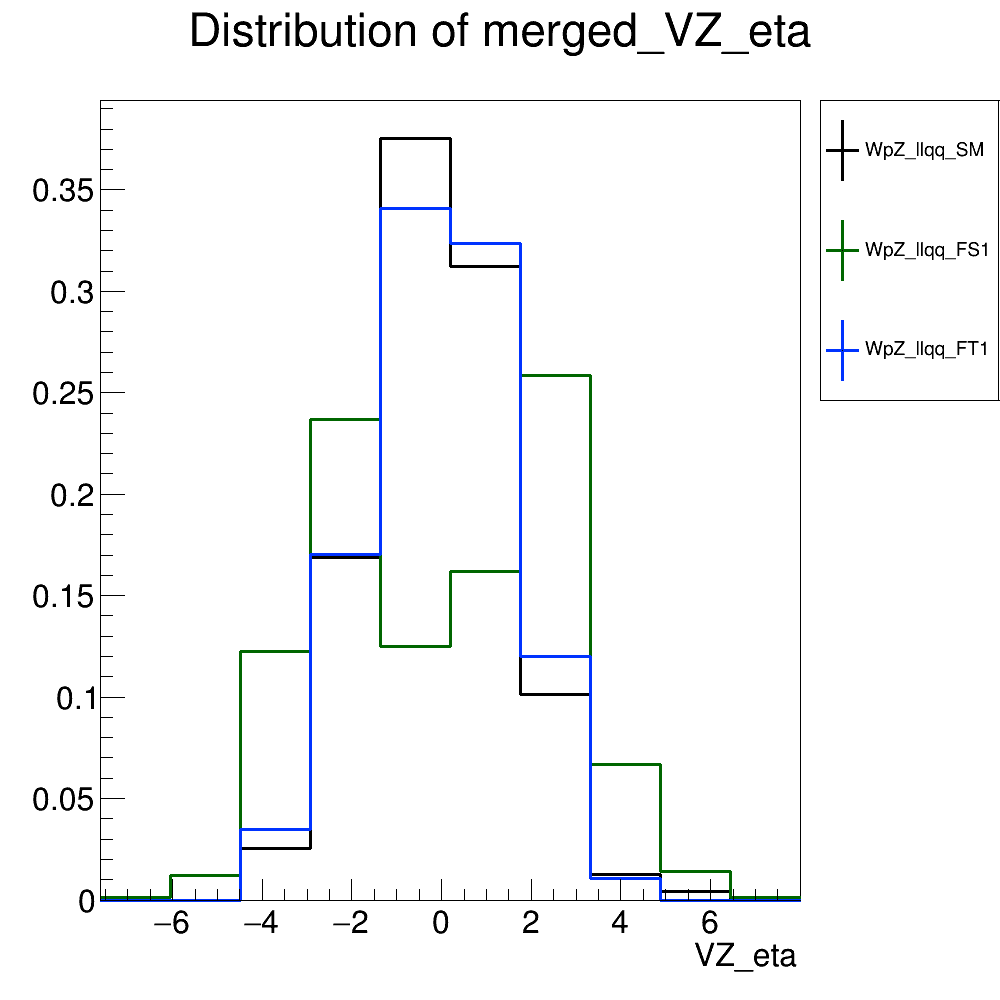 Distribution of merged_VZ_eta
WpZ_llqq_SM
WpZ_llqq_FS1
WpZ_llqq_FT1
0.35
0.3
0.25
0.2
0.15
0.1
0.05
0
−6 −4 −2 0 2 4 6
VZ_eta